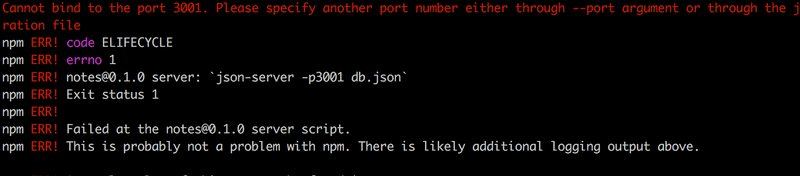 Cannot bind to the port 3001. Please specify another port number either through --port argument or through the j
ration file
npm ERR! code ELIFECYCLE
npm ERR! errno 1
npm ERR! notes@0.1.0 server: `json-server -p3001 db.json`
npm ERR! Exit status 1
npm ERR!
npm ERR! Failed at the notes@0.1.0 server script.
npm ERR! This is probably not a problem with npm. There is likely additional logging output above.